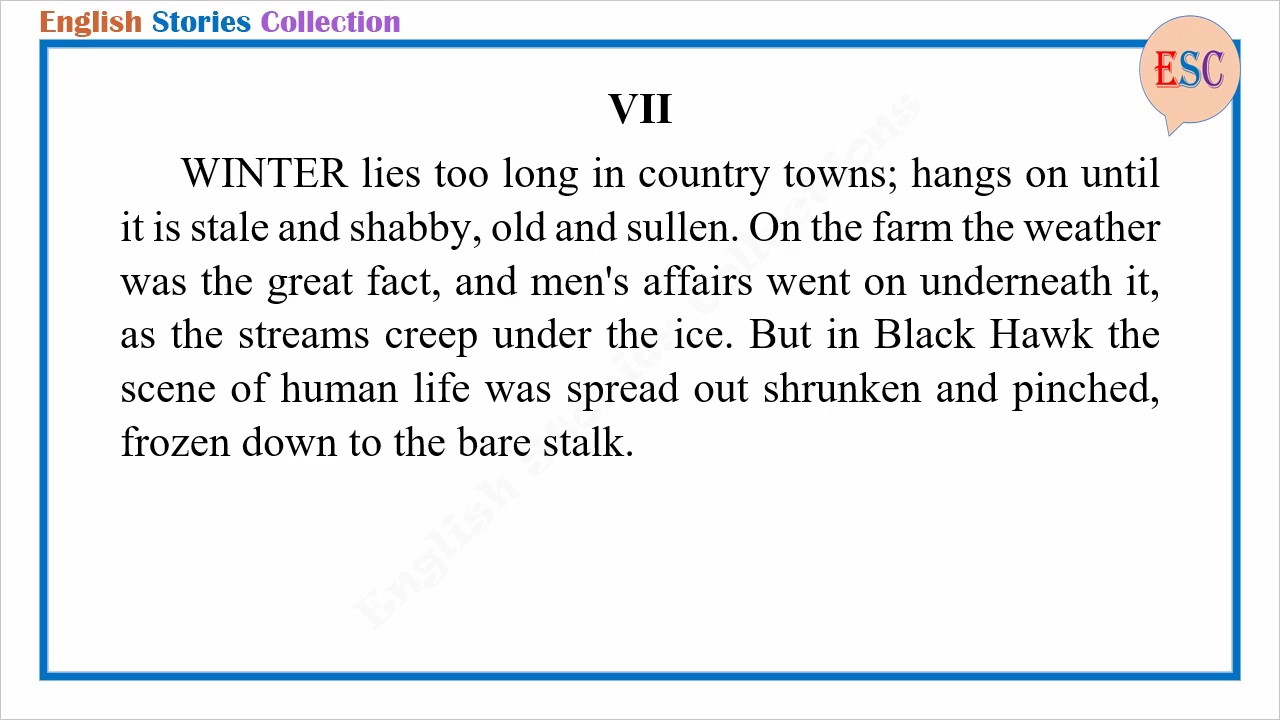 English Stories Collection
ESC
VII
WINTER lies too long in country towns; hangs on until
it is stale and shabby, old and sullen. On the farm the weather
was the great fact, and men's affairs went on underneath it,
as the streams creep under the ice. But in Black Hawk the
scene of human life was spread out shrunken and pinched,
frozen down to the bare stalk.
English Stories Collections